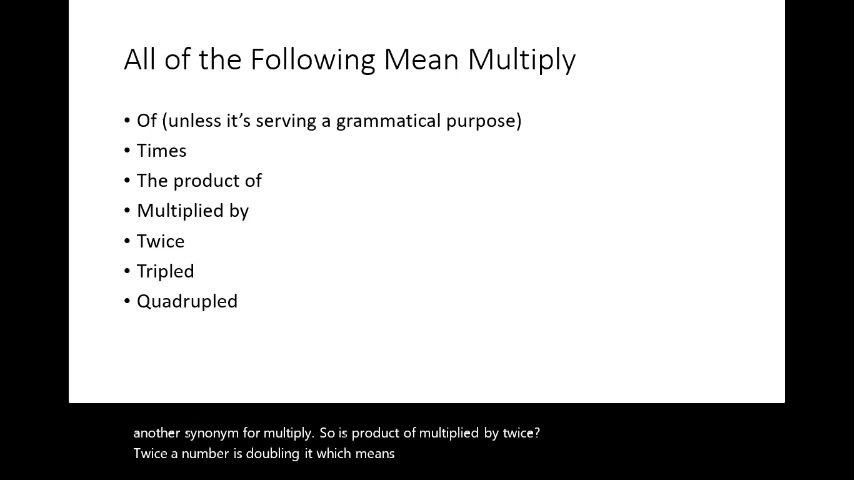 All of the Following Mean Multiply
• Of (unless it’s serving a grammatical purpose)
• Times
• The product of
• Multiplied by
• Twice
• Tripled
• Quadrupled
another synonym for multiply. So is product of multiplied by twice?
Twice a number is doubling it which means